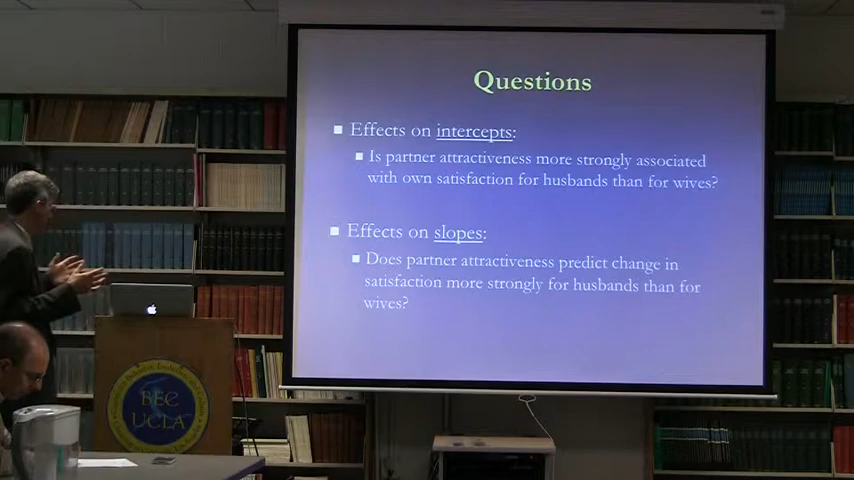 Questions
■ Effects on intercepts:
■ Is partner attractiveness more strongly associated
with own satisfaction for husbands than for wives?
■ Effects on slopes:
■ Does partner attractiveness predict change in
satisfaction more strongly for husbands than for
wives?
BEC
UCLA